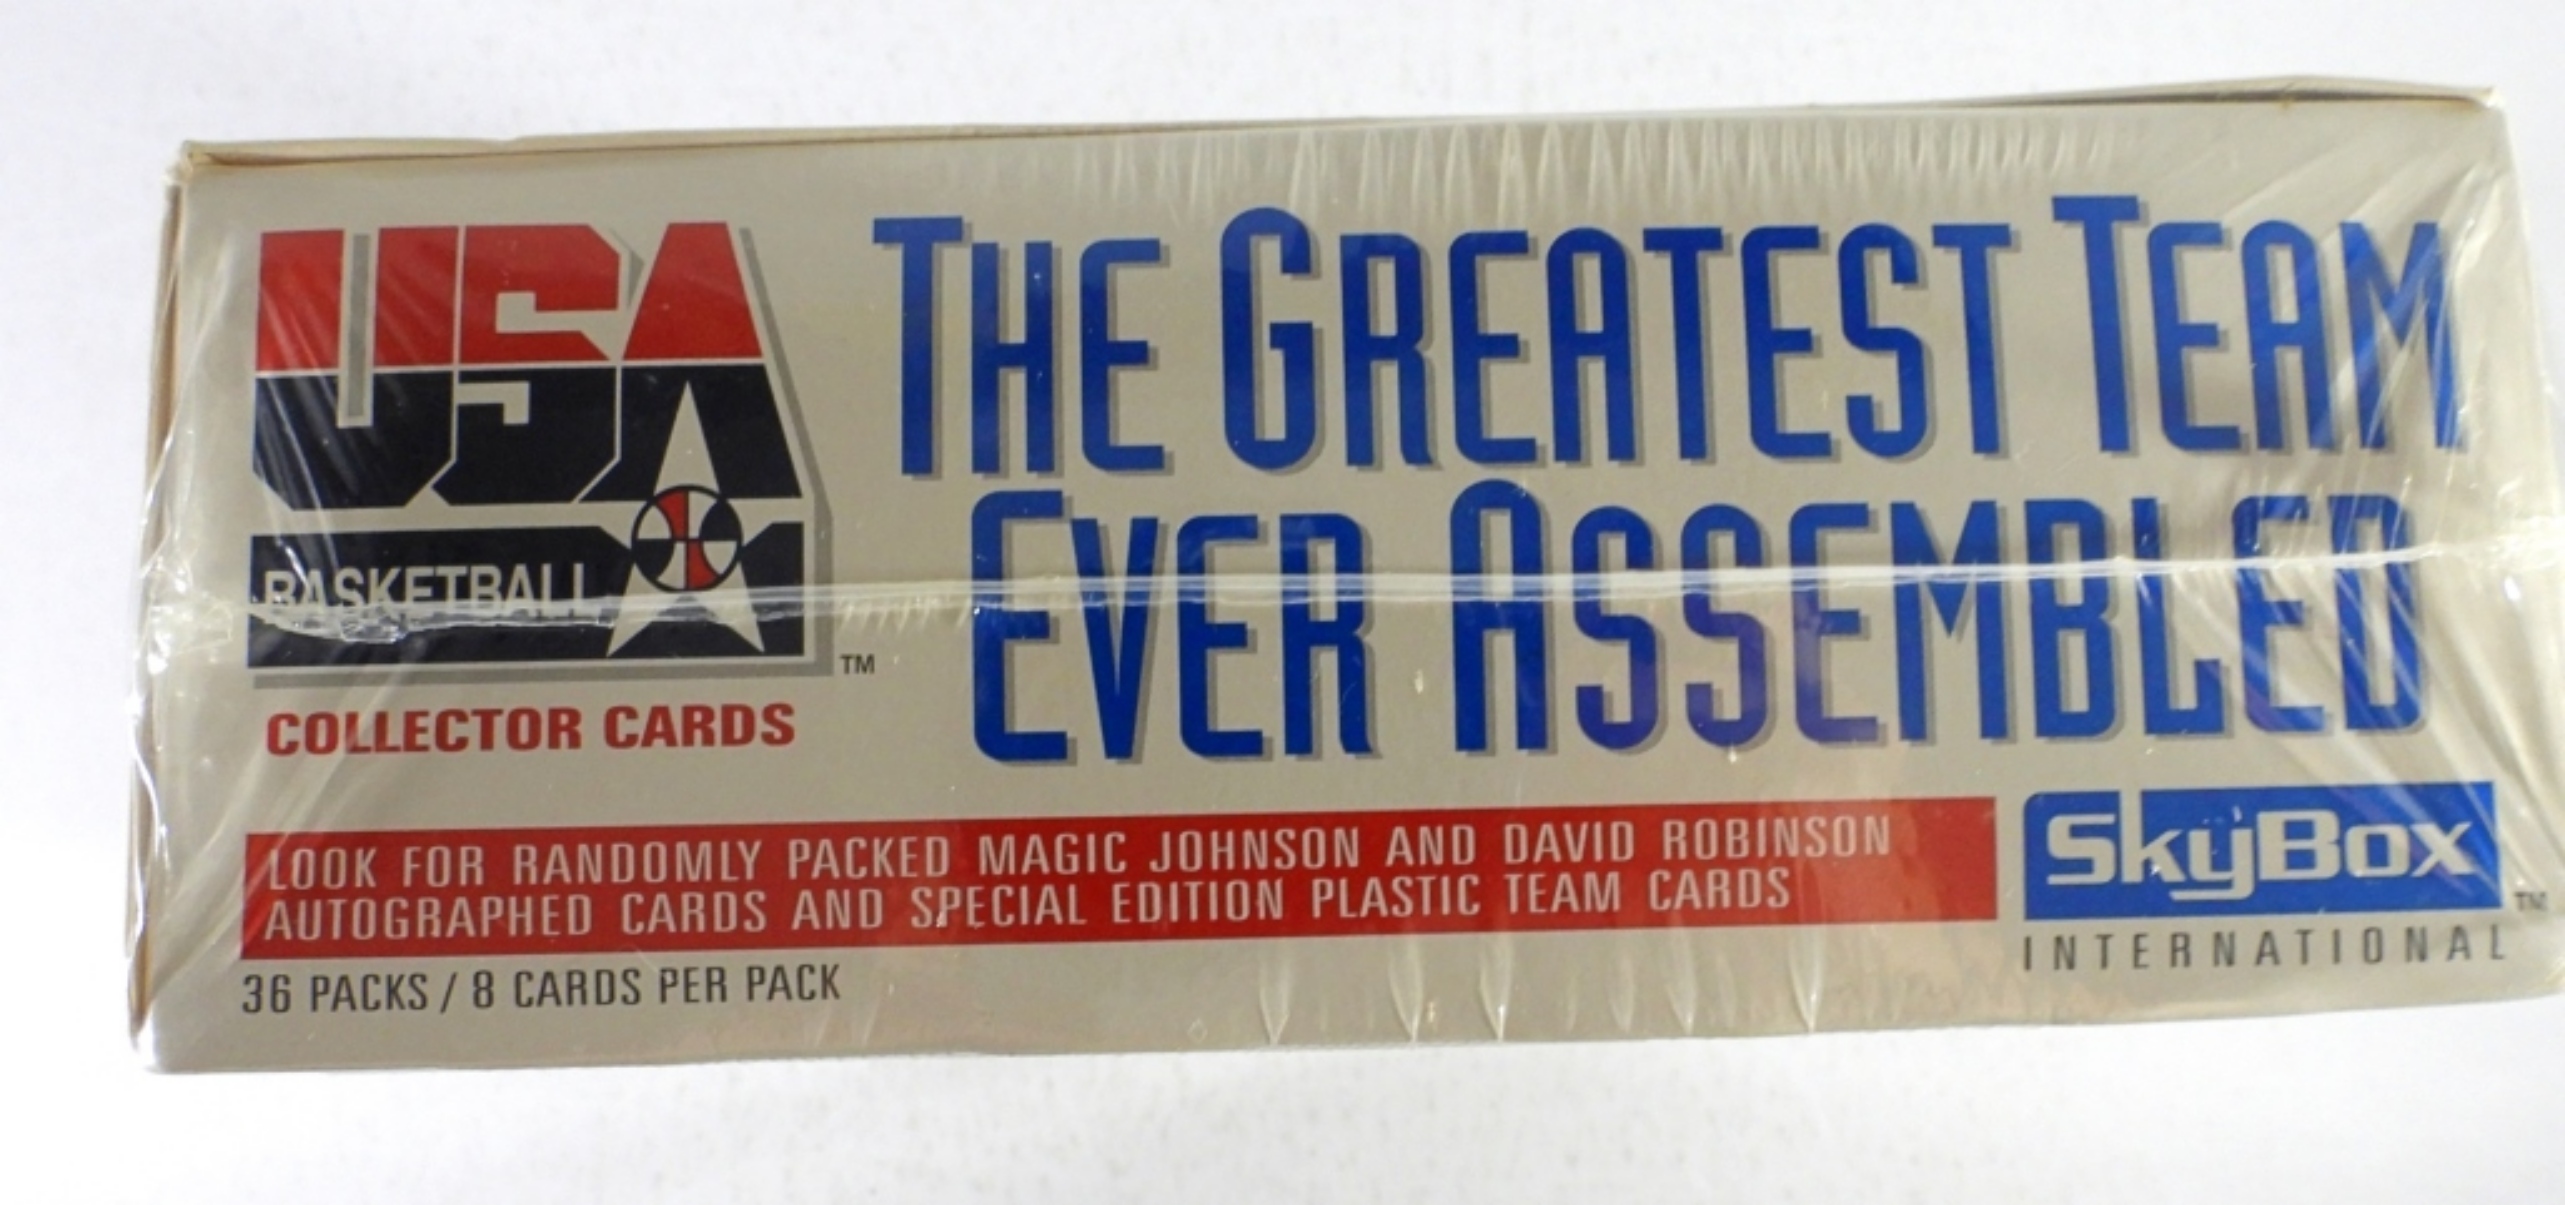 USA
BASKETBALL
TM
COLLECTOR CARDS
THE GREATEST TEAM
EVER ASSEMBLED
LOOK FOR RANDOMLY PACKED MAGIC JOHNSON AND DAVID ROBINSON
AUTOGRAPHED CARDS AND SPECIAL EDITION PLASTIC TEAM CARDS
36 PACKS / 8 CARDS PER PACK
SkyBox
TM
INTERNATIONAL